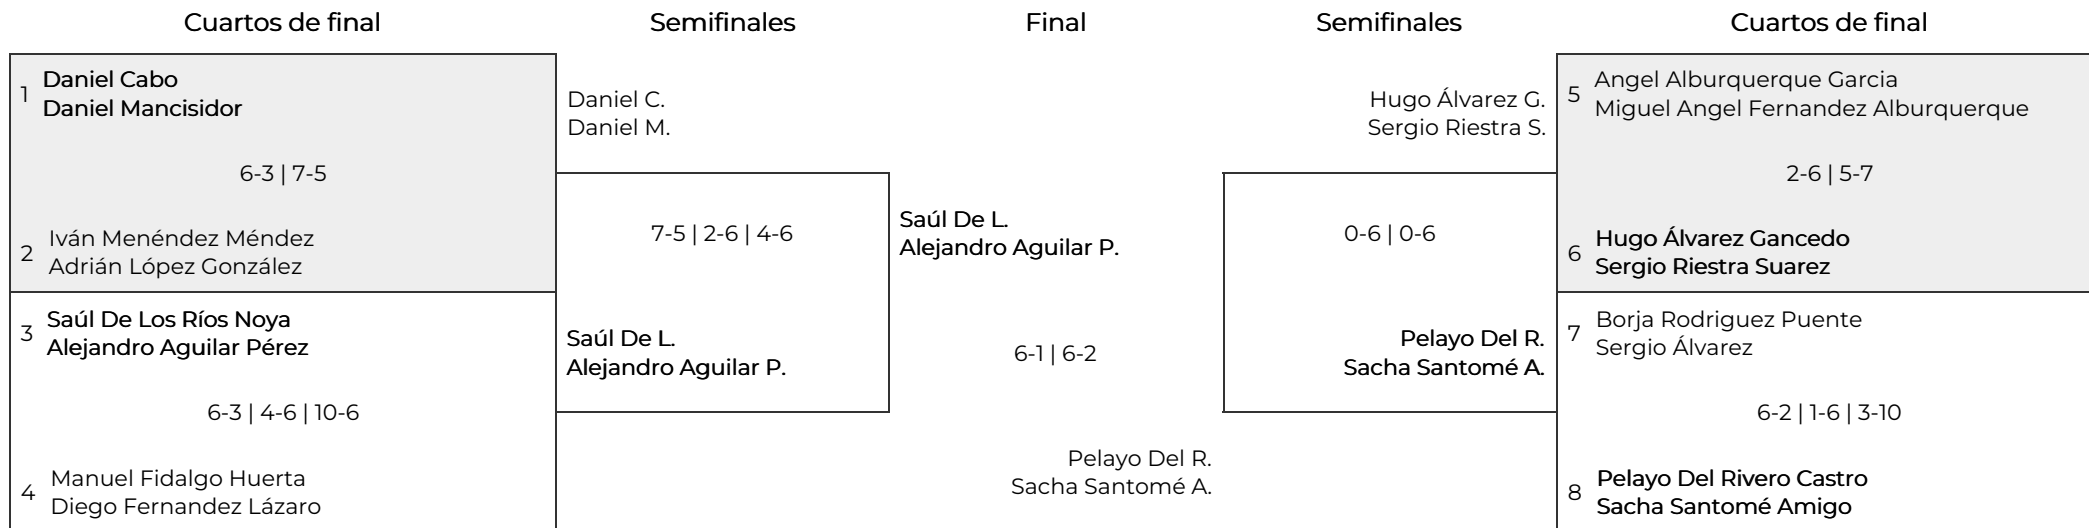 Cuartos de final
Semifinales
Final
Semifinales
Cuartos de final
1
Daniel Cabo
Daniel Mancisidor
6-3 | 7-5
2
Iván Menéndez Méndez
Adrián López González
3
Saúl De Los Ríos Noya
Alejandro Aguilar Pérez
6-3 | 4-6 | 10-6
4
Manuel Fidalgo Huerta
Diego Fernandez Lázaro
Daniel C.
Daniel M.
7-5 | 2-6 | 4-6
Saúl De L.
Alejandro Aguilar P.
Saúl De L.
Alejandro Aguilar P.
6-1 | 6-2
Pelayo Del R.
Sacha Santomé A.
Hugo Álvarez G.
Sergio Riestra S.
0-6 | 0-6
Pelayo Del R.
Sacha Santomé A.
5
Angel Alburquerque Garcia
Miguel Angel Fernandez Alburquerque
2-6 | 5-7
6
Hugo Álvarez Gancedo
Sergio Riestra Suarez
7
Borja Rodriguez Puente
Sergio Álvarez
6-2 | 1-6 | 3-10
8
Pelayo Del Rivero Castro
Sacha Santomé Amigo